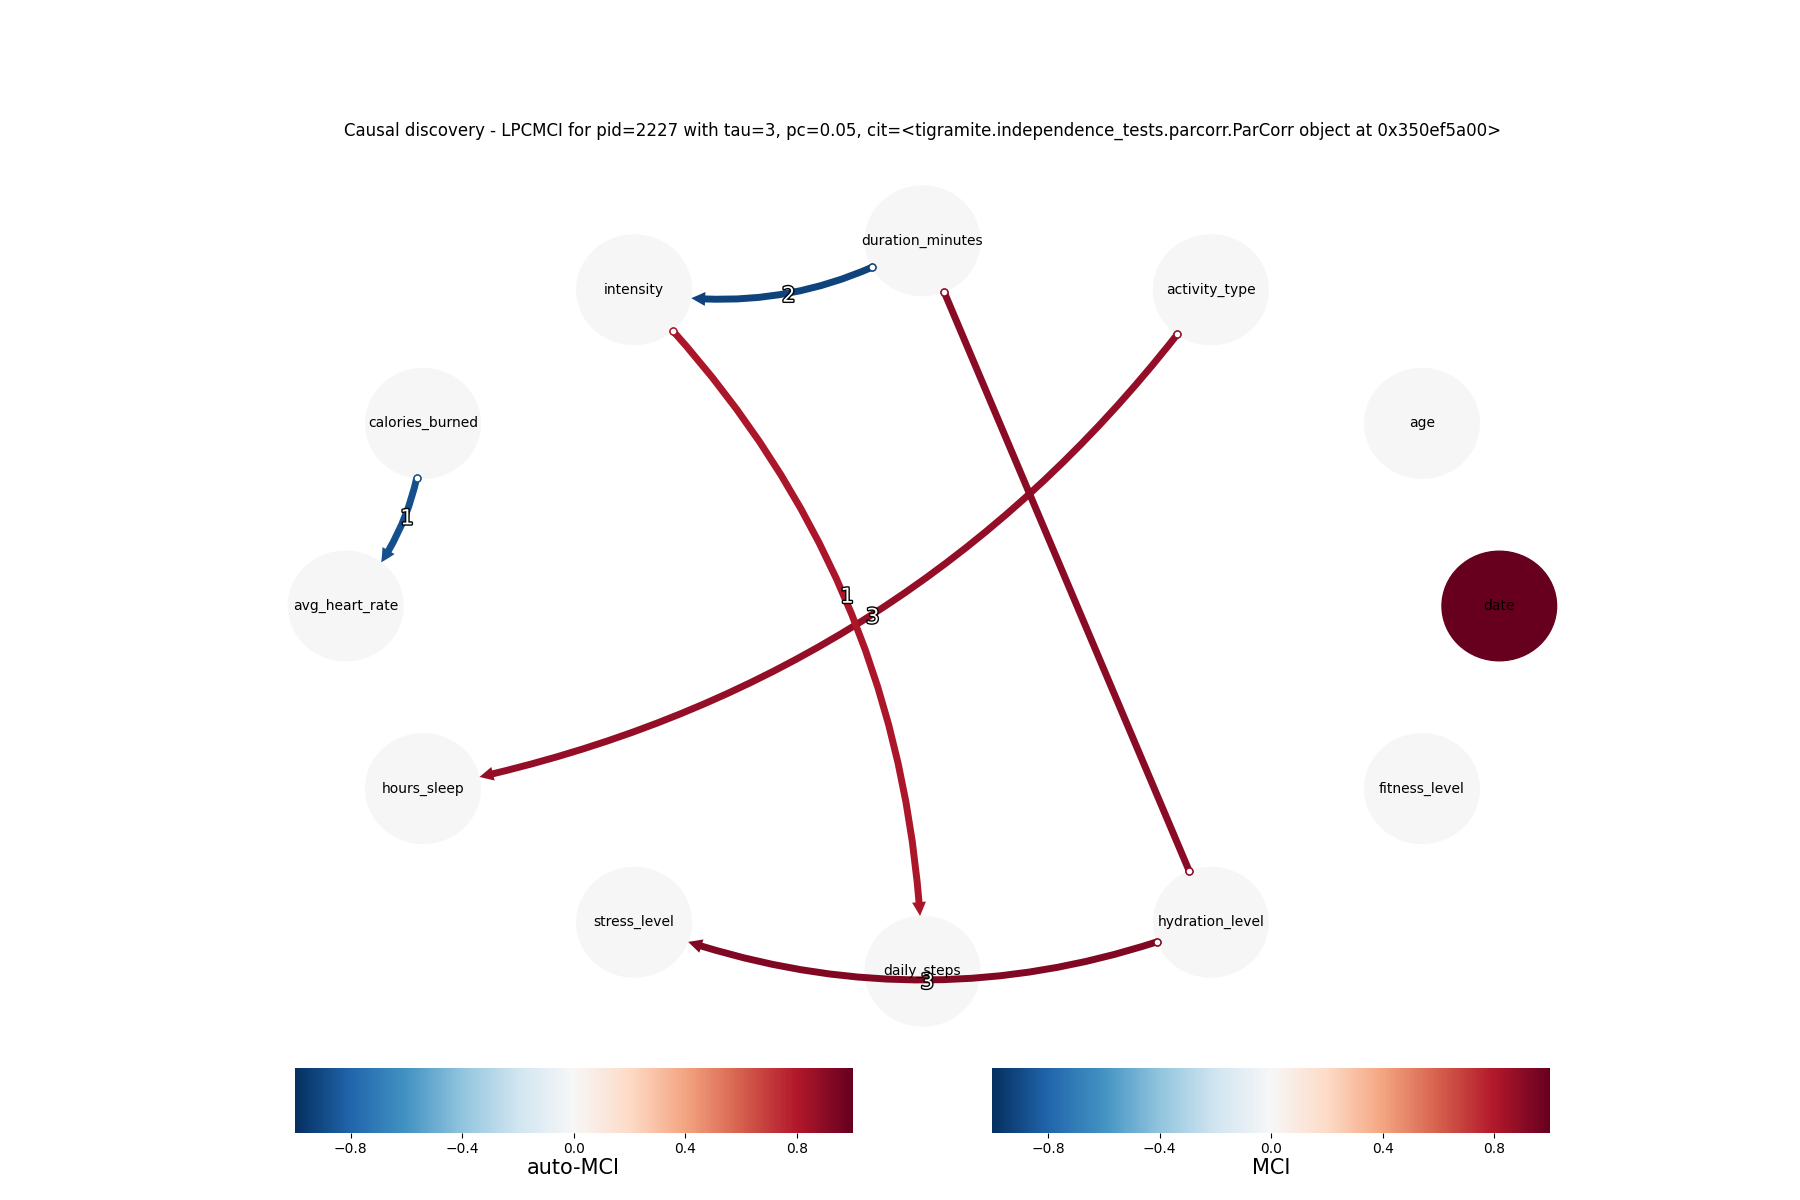 Causal discovery - LPCMCI for pid=2227 with tau=3, pc=0.05, cit=<tigramite.independence_tests.parcorr.ParCorr object at 0x350ef5a00>
duration_minutes
intensity
2
activity_type
calories_burned
age
1
avg_heart_rate
1
3
date
hours_sleep
fitness_level
stress_level
hydration_level
daily_steps
3
−0.8 −0.4 0.0 0.4 0.8
auto-MCI
−0.8 −0.4 0.0 0.4 0.8
MCI